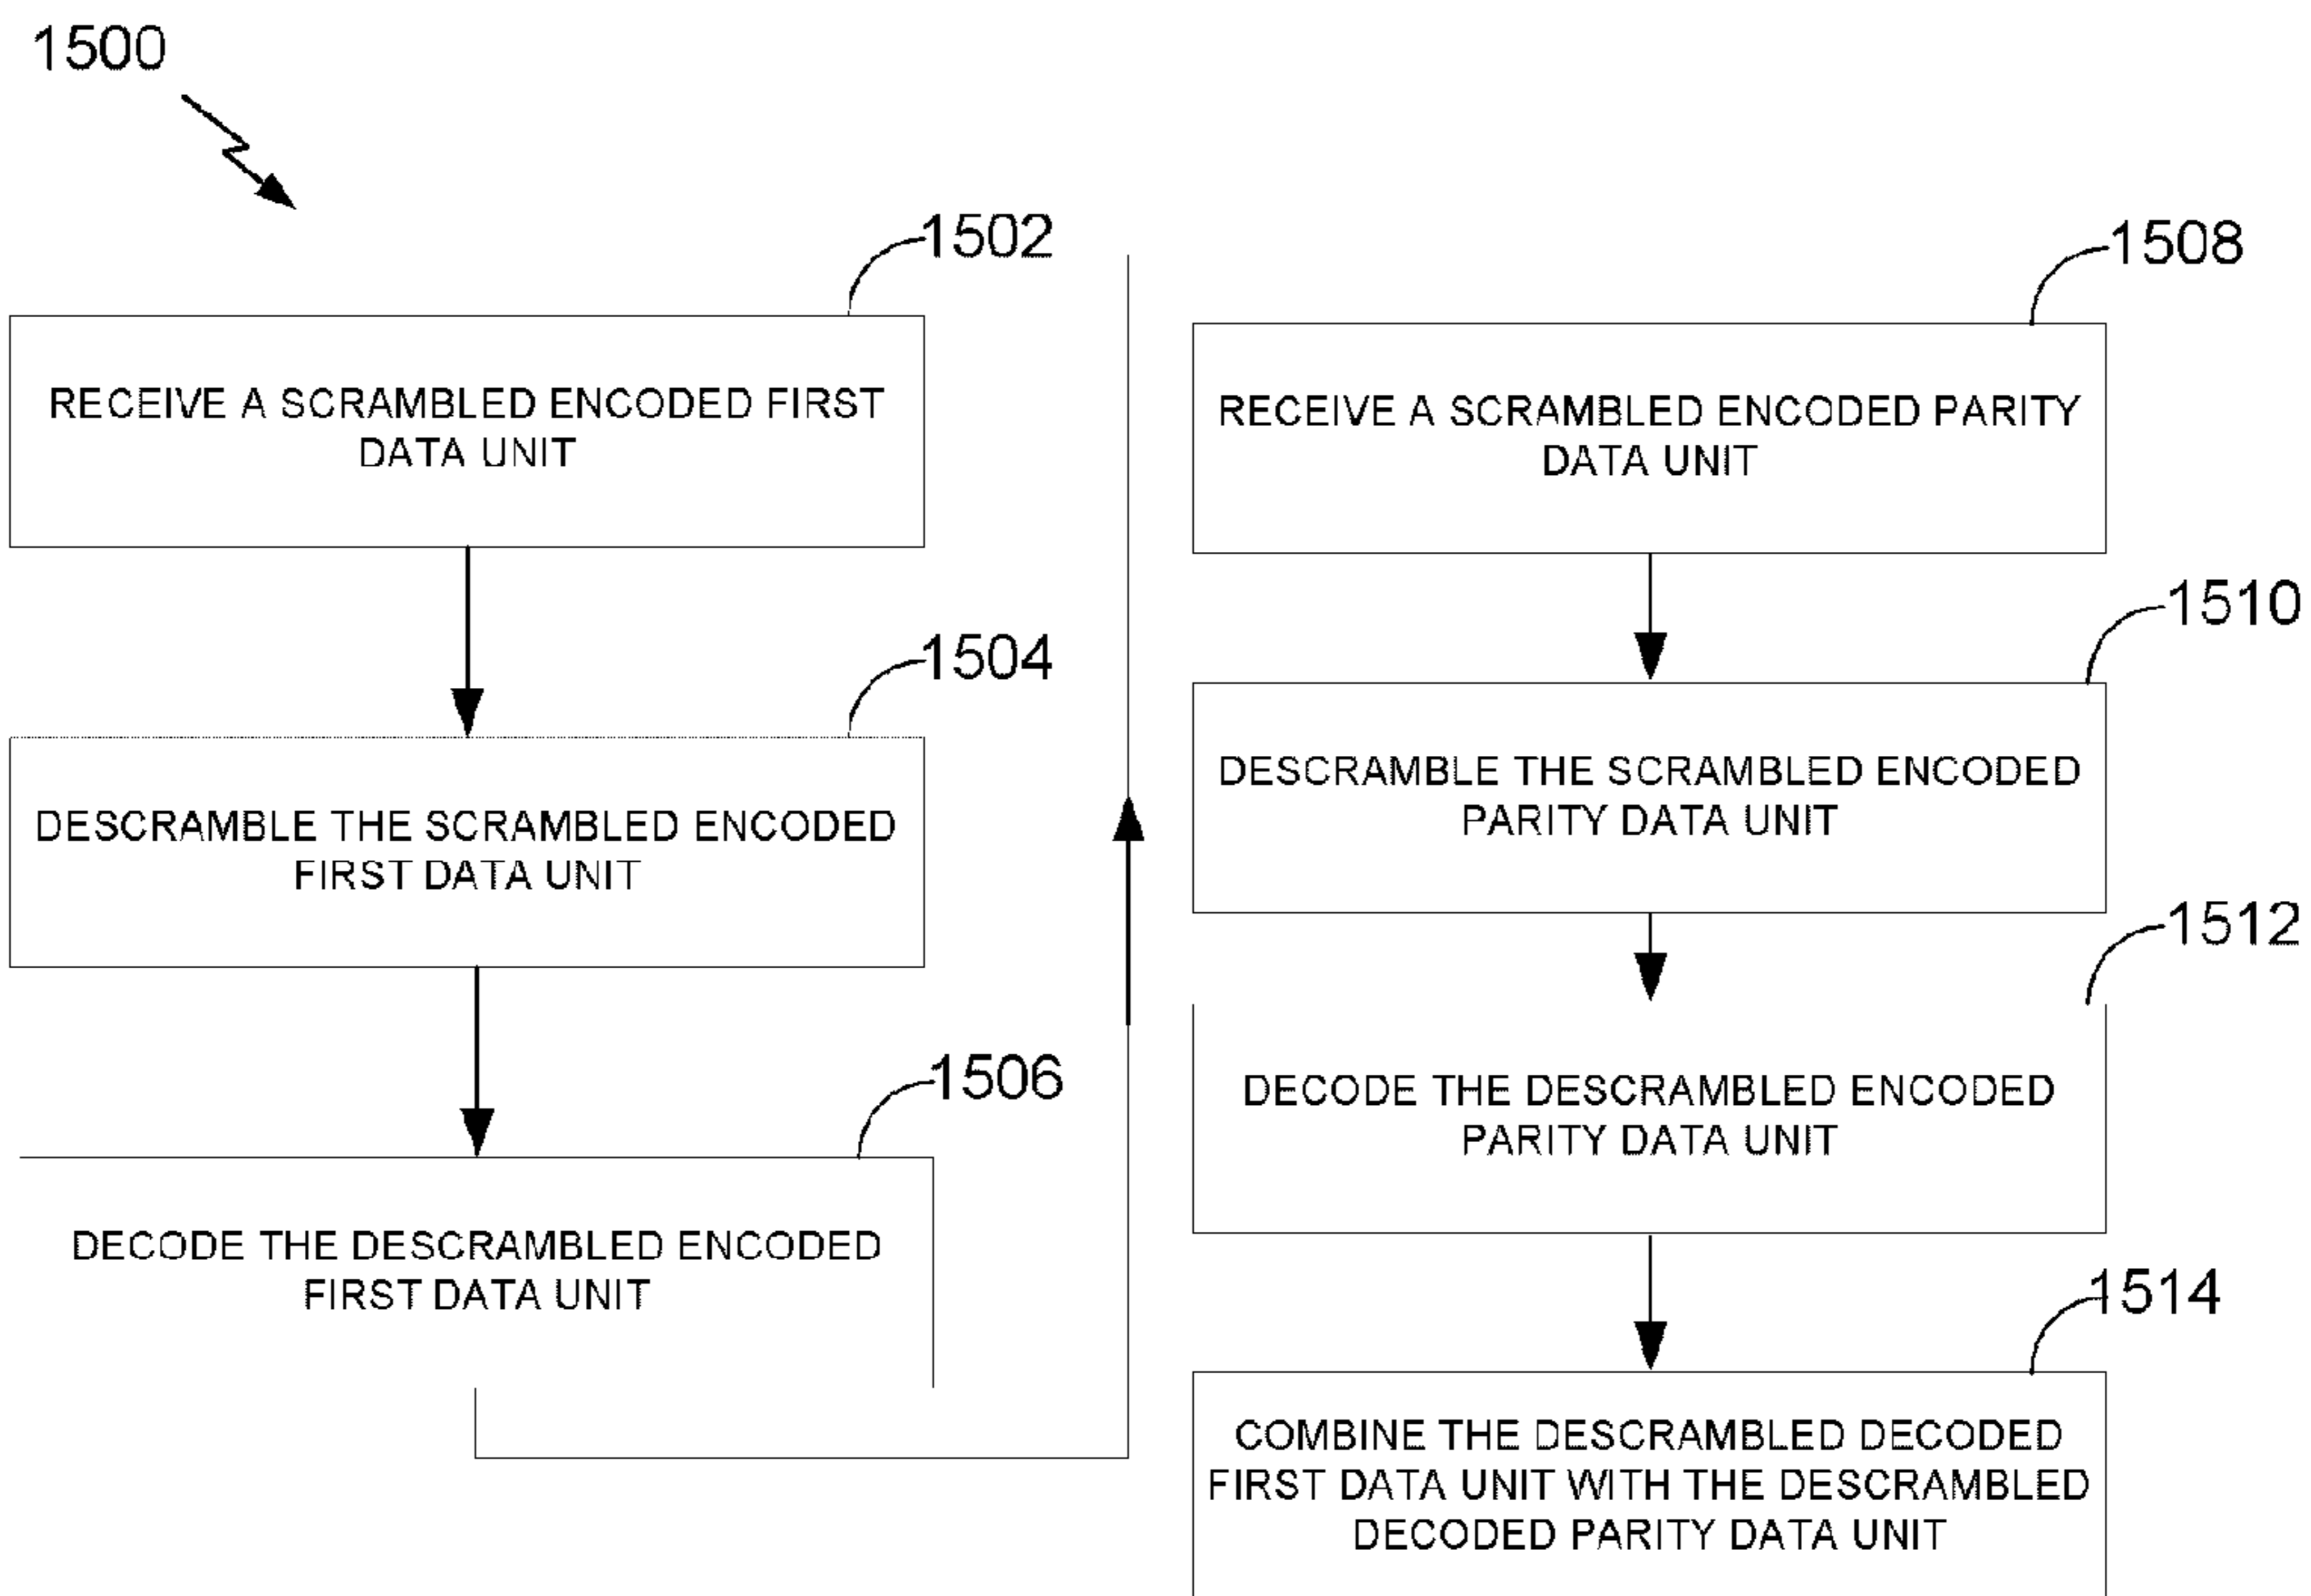 1500
1502
RECEIVE A SCRAMBLED ENCODED FIRST
DATA UNIT
1504
DESCRAMBLE THE SCRAMBLED ENCODED
FIRST DATA UNIT
1506
DECODE THE DESCRAMBLED ENCODED
FIRST DATA UNIT
1508
RECEIVE A SCRAMBLED ENCODED PARITY
DATA UNIT
1510
DESCRAMBLE THE SCRAMBLED ENCODED
PARITY DATA UNIT
1512
DECODE THE DESCRAMBLED ENCODED
PARITY DATA UNIT
1514
COMBINE THE DESCRAMBLED DECODED
FIRST DATA UNIT WITH THE DESCRAMBLED
DECODED PARITY DATA UNIT